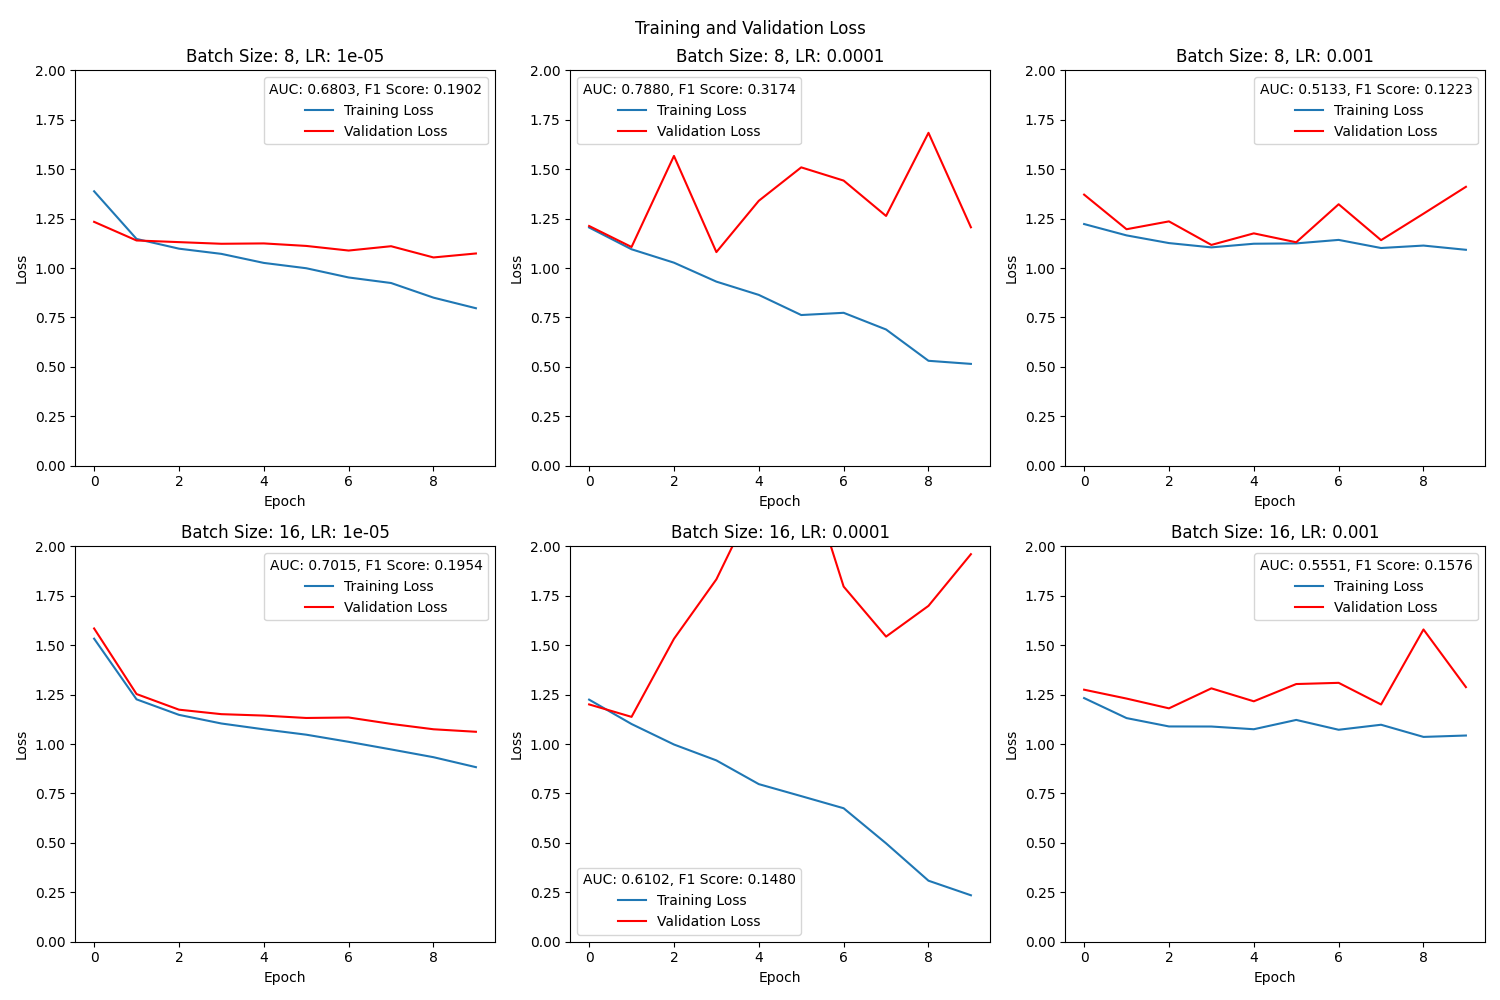 Training and Validation Loss
Batch Size: 8, LR: 1e-05
AUC: 0.6803, F1 Score: 0.1902
Training Loss
Validation Loss
2.00
1.75
1.50
1.25
1.00
0.75
0.50
0.25
0.00
Loss
0 2 4 6 8
Epoch
Batch Size: 8, LR: 0.0001
AUC: 0.7880, F1 Score: 0.3174
Training Loss
Validation Loss
2.00
1.75
1.50
1.25
1.00
0.75
0.50
0.25
0.00
Loss
0 2 4 6 8
Epoch
Batch Size: 8, LR: 0.001
AUC: 0.5133, F1 Score: 0.1223
Training Loss
Validation Loss
2.00
1.75
1.50
1.25
1.00
0.75
0.50
0.25
0.00
Loss
0 2 4 6 8
Epoch
Batch Size: 16, LR: 1e-05
AUC: 0.7015, F1 Score: 0.1954
Training Loss
Validation Loss
2.00
1.75
1.50
1.25
1.00
0.75
0.50
0.25
0.00
Loss
0 2 4 6 8
Epoch
Batch Size: 16, LR: 0.0001
2.00
1.75
1.50
1.25
1.00
0.75
0.50
0.25
0.00
Loss
AUC: 0.6102, F1 Score: 0.1480
Training Loss
Validation Loss
0 2 4 6 8
Epoch
Batch Size: 16, LR: 0.001
AUC: 0.5551, F1 Score: 0.1576
Training Loss
Validation Loss
2.00
1.75
1.50
1.25
1.00
0.75
0.50
0.25
0.00
Loss
0 2 4 6 8
Epoch